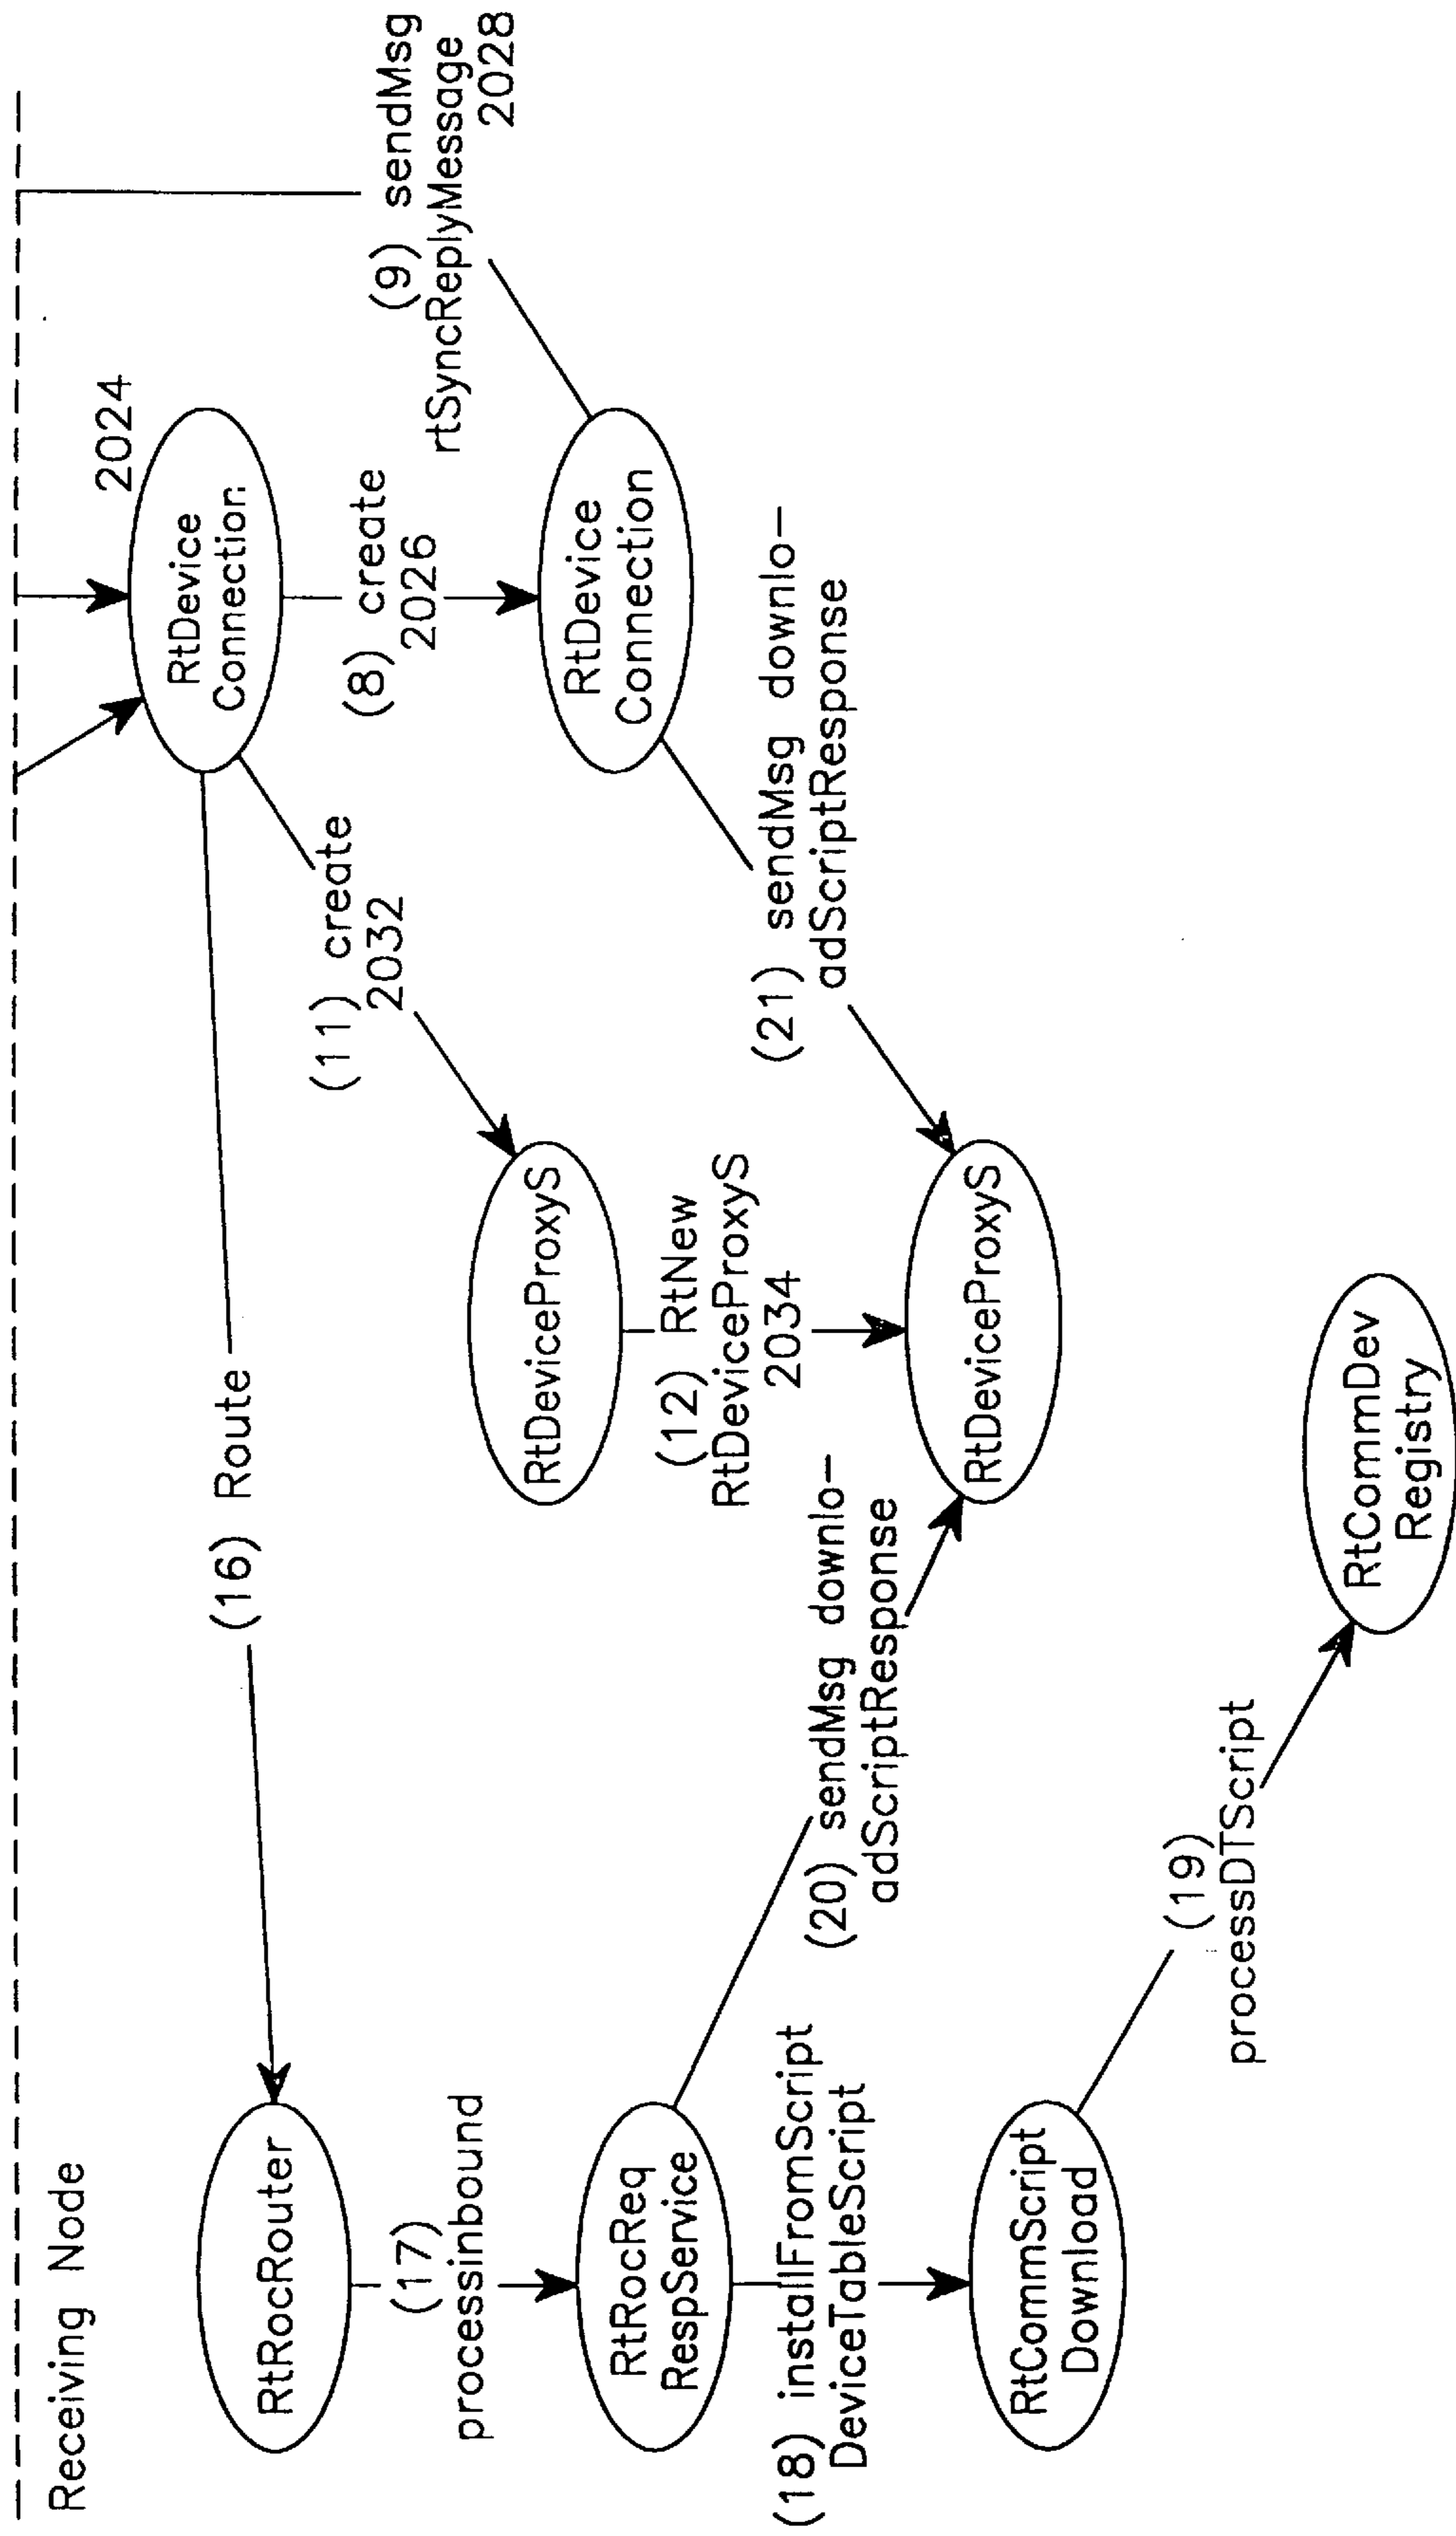 Receiving Node
2024
RtDevice
Connection
(9) sendMsg
rtSyncReplyMessage
2028
RtRocRouter
(16) Route
(11) create
2032
(8) create
2026
(17)
processinbound
RtDeviceProxyS
RtDevice
Connection
RtRocReq
RespService
(12) RtNew
RtDeviceProxyS
2034
(18) installFromScript
DeviceTableScript
(20) sendMsg downlo-
adScriptResponse
(21) sendMsg downlo-
adScriptResponse
RtDeviceProxyS
RtCommScript
Download
(19)
processDTScript
RtCommDev
Registry